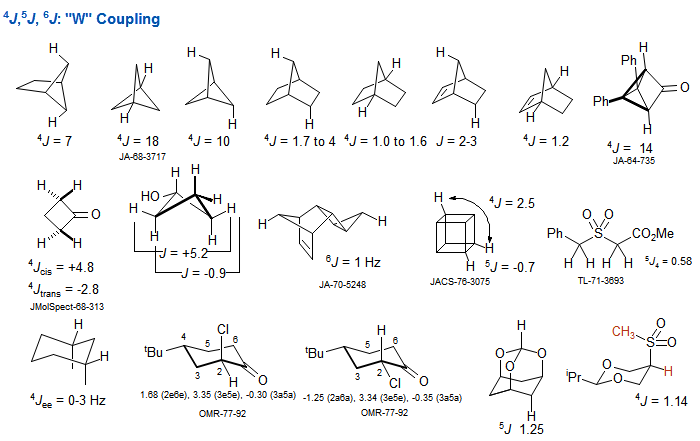 ⁴J,⁵J, ⁶J: "W" Coupling
H H H H H H H H
Ph
H H H H H H H
Ph O
H
⁴J = 7 ⁴J = 18 ⁴J = 10 ⁴J = 1.7 to 4 ⁴J = 1.0 to 1.6 J = 2-3 ⁴J = 1.2 ⁴J = 14
JA-68-3717 JA-64-735
H H O H H HO H H H H H
H H J = +5.2
J = -0.9
⁴Jcis = +4.8
⁴Jtrans = -2.8
JMolSpect-68-313
H H
⁶J = 1 Hz
JA-70-5248
H ⁴J = 2.5
H
H ⁵J = -0.7
JACS-76-3075
O O
Ph S CO₂Me
H H H H ⁵J₄ = 0.58
TL-71-3693
H
H
⁴Jee = 0-3 Hz
Cl
4 5 6
ᵗBu
3 2
H O
1.68 (2e6e), 3.35 (3e5e), -0.30 (3a5a)
OMR-77-92
H
5 6
ᵗBu
3 2
Cl O
-1.25 (2a6a), 3.34 (3e5e), -0.35 (3a5a)
OMR-77-92
H
O O
O
H
⁵J 1.25
CH₃ O
S O
O
ⁱPr O H
⁴J = 1.14